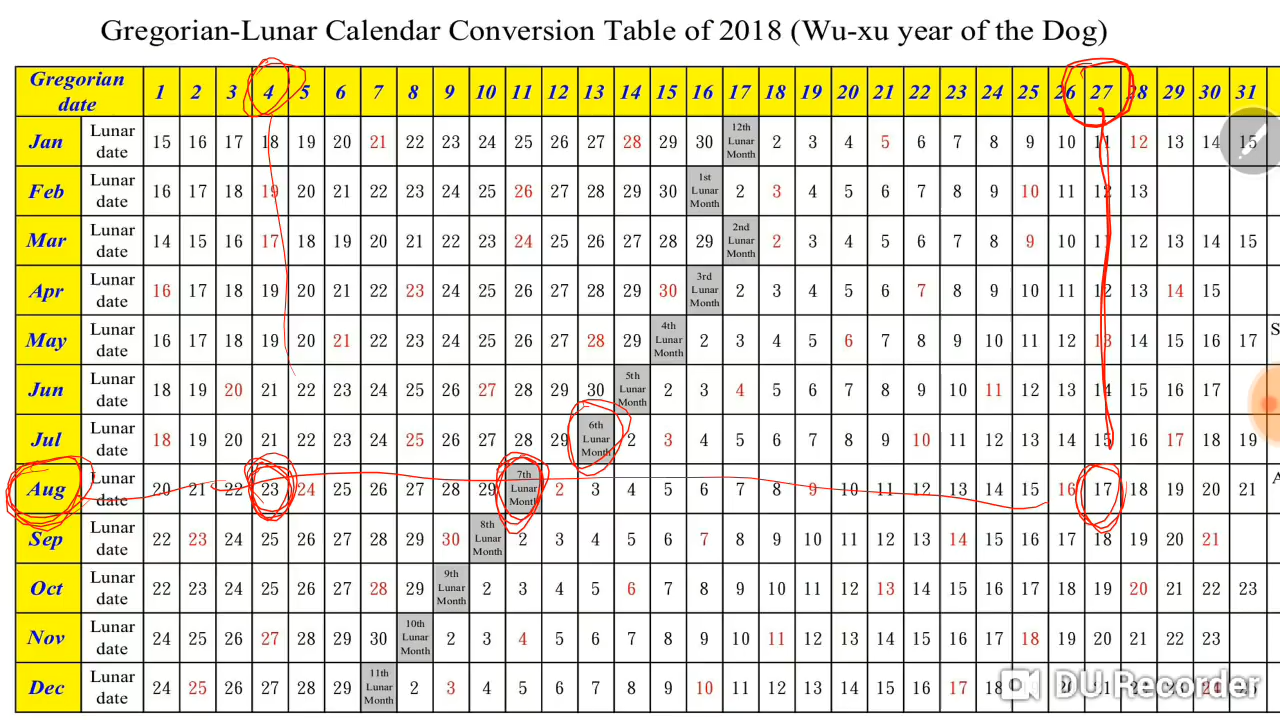 Gregorian-Lunar Calendar Conversion Table of 2018 (Wu-xu year of the Dog)
Gregorian date 1 2 3 4 5 6 7 8 9 10 11 12 13 14 15 16 17 18 19 20 21 22 23 24 25 26 27 28 29 30 31
Jan Lunar date 15 16 17 18 19 20 21 22 23 24 25 26 27 28 29 30 12th Lunar Month 2 3 4 5 6 7 8 9 10 11 12 13 14 15
Feb Lunar date 16 17 18 19 20 21 22 23 24 25 26 27 28 29 30 1st Lunar Month 2 3 4 5 6 7 8 9 10 11 12 13
Mar Lunar date 14 15 16 17 18 19 20 21 22 23 24 25 26 27 28 29 2nd Lunar Month 2 3 4 5 6 7 8 9 10 11 12 13 14 15
Apr Lunar date 16 17 18 19 20 21 22 23 24 25 26 27 28 29 30 3rd Lunar Month 2 3 4 5 6 7 8 9 10 11 12 13 14 15
May Lunar date 16 17 18 19 20 21 22 23 24 25 26 27 28 29 4th Lunar Month 2 3 4 5 6 7 8 9 10 11 12 13 14 15 16 17
Jun Lunar date 18 19 20 21 22 23 24 25 26 27 28 29 30 5th Lunar Month 2 3 4 5 6 7 8 9 10 11 12 13 14 15 16 17
Jul Lunar date 18 19 20 21 22 23 24 25 26 27 28 29 6th Lunar Month 2 3 4 5 6 7 8 9 10 11 12 13 14 15 16 17 18 19
Aug Lunar date 20 21 22 23 24 25 26 27 28 29 7th Lunar Month 2 3 4 5 6 7 8 9 10 11 12 13 14 15 16 17 18 19 20 21
Sep Lunar date 22 23 24 25 26 27 28 29 30 8th Lunar Month 2 3 4 5 6 7 8 9 10 11 12 13 14 15 16 17 18 19 20 21
Oct Lunar date 22 23 24 25 26 27 28 29 9th Lunar Month 2 3 4 5 6 7 8 9 10 11 12 13 14 15 16 17 18 19 20 21 22 23
Nov Lunar date 24 25 26 27 28 29 30 10th Lunar Month 2 3 4 5 6 7 8 9 10 11 12 13 14 15 16 17 18 19 20 21 22 23
Dec Lunar date 24 25 26 27 28 29 11th Lunar Month 2 3 4 5 6 7 8 9 10 11 12 13 14 15 16 17 18
DU Recorder